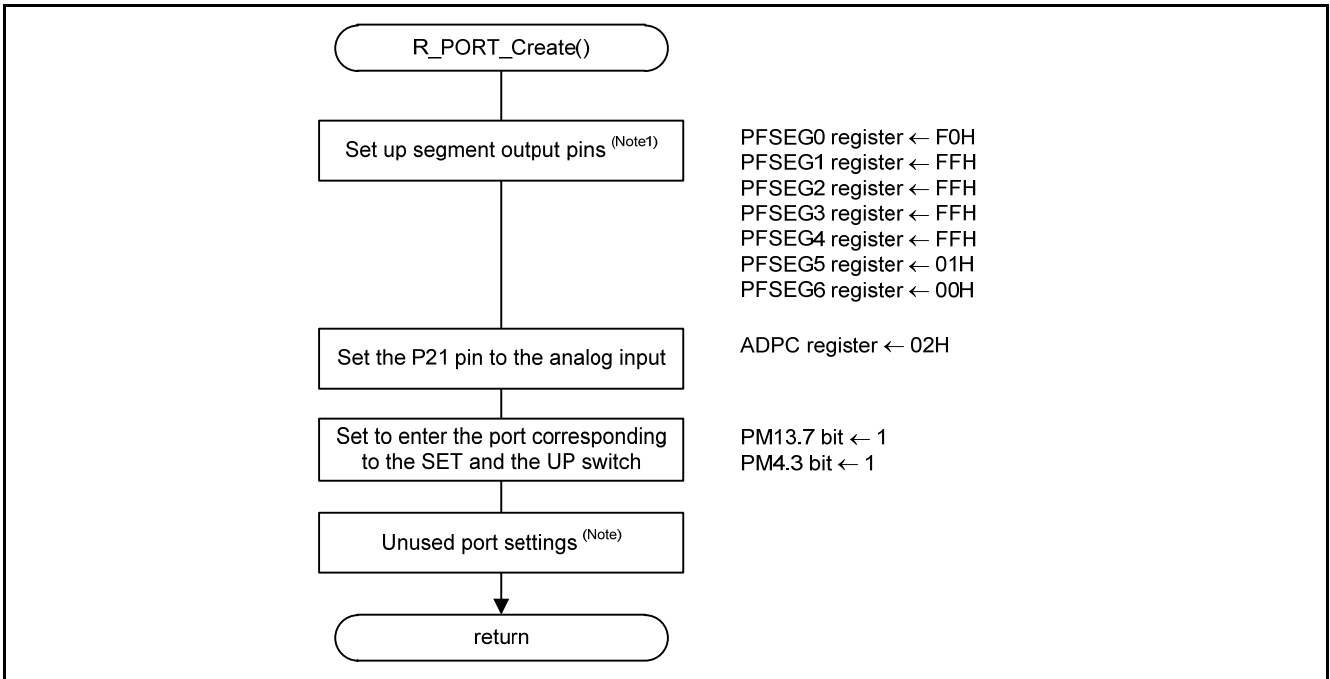 R_PORT_Create()
Set up segment output pins (Note1)
PFSEG0 register ← F0H
PFSEG1 register ← FFH
PFSEG2 register ← FFH
PFSEG3 register ← FFH
PFSEG4 register ← FFH
PFSEG5 register ← 01H
PFSEG6 register ← 00H
Set the P21 pin to the analog input
ADPC register ← 02H
Set to enter the port corresponding
to the SET and the UP switch
PM13.7 bit ← 1
PM4.3 bit ← 1
Unused port settings (Note)
return